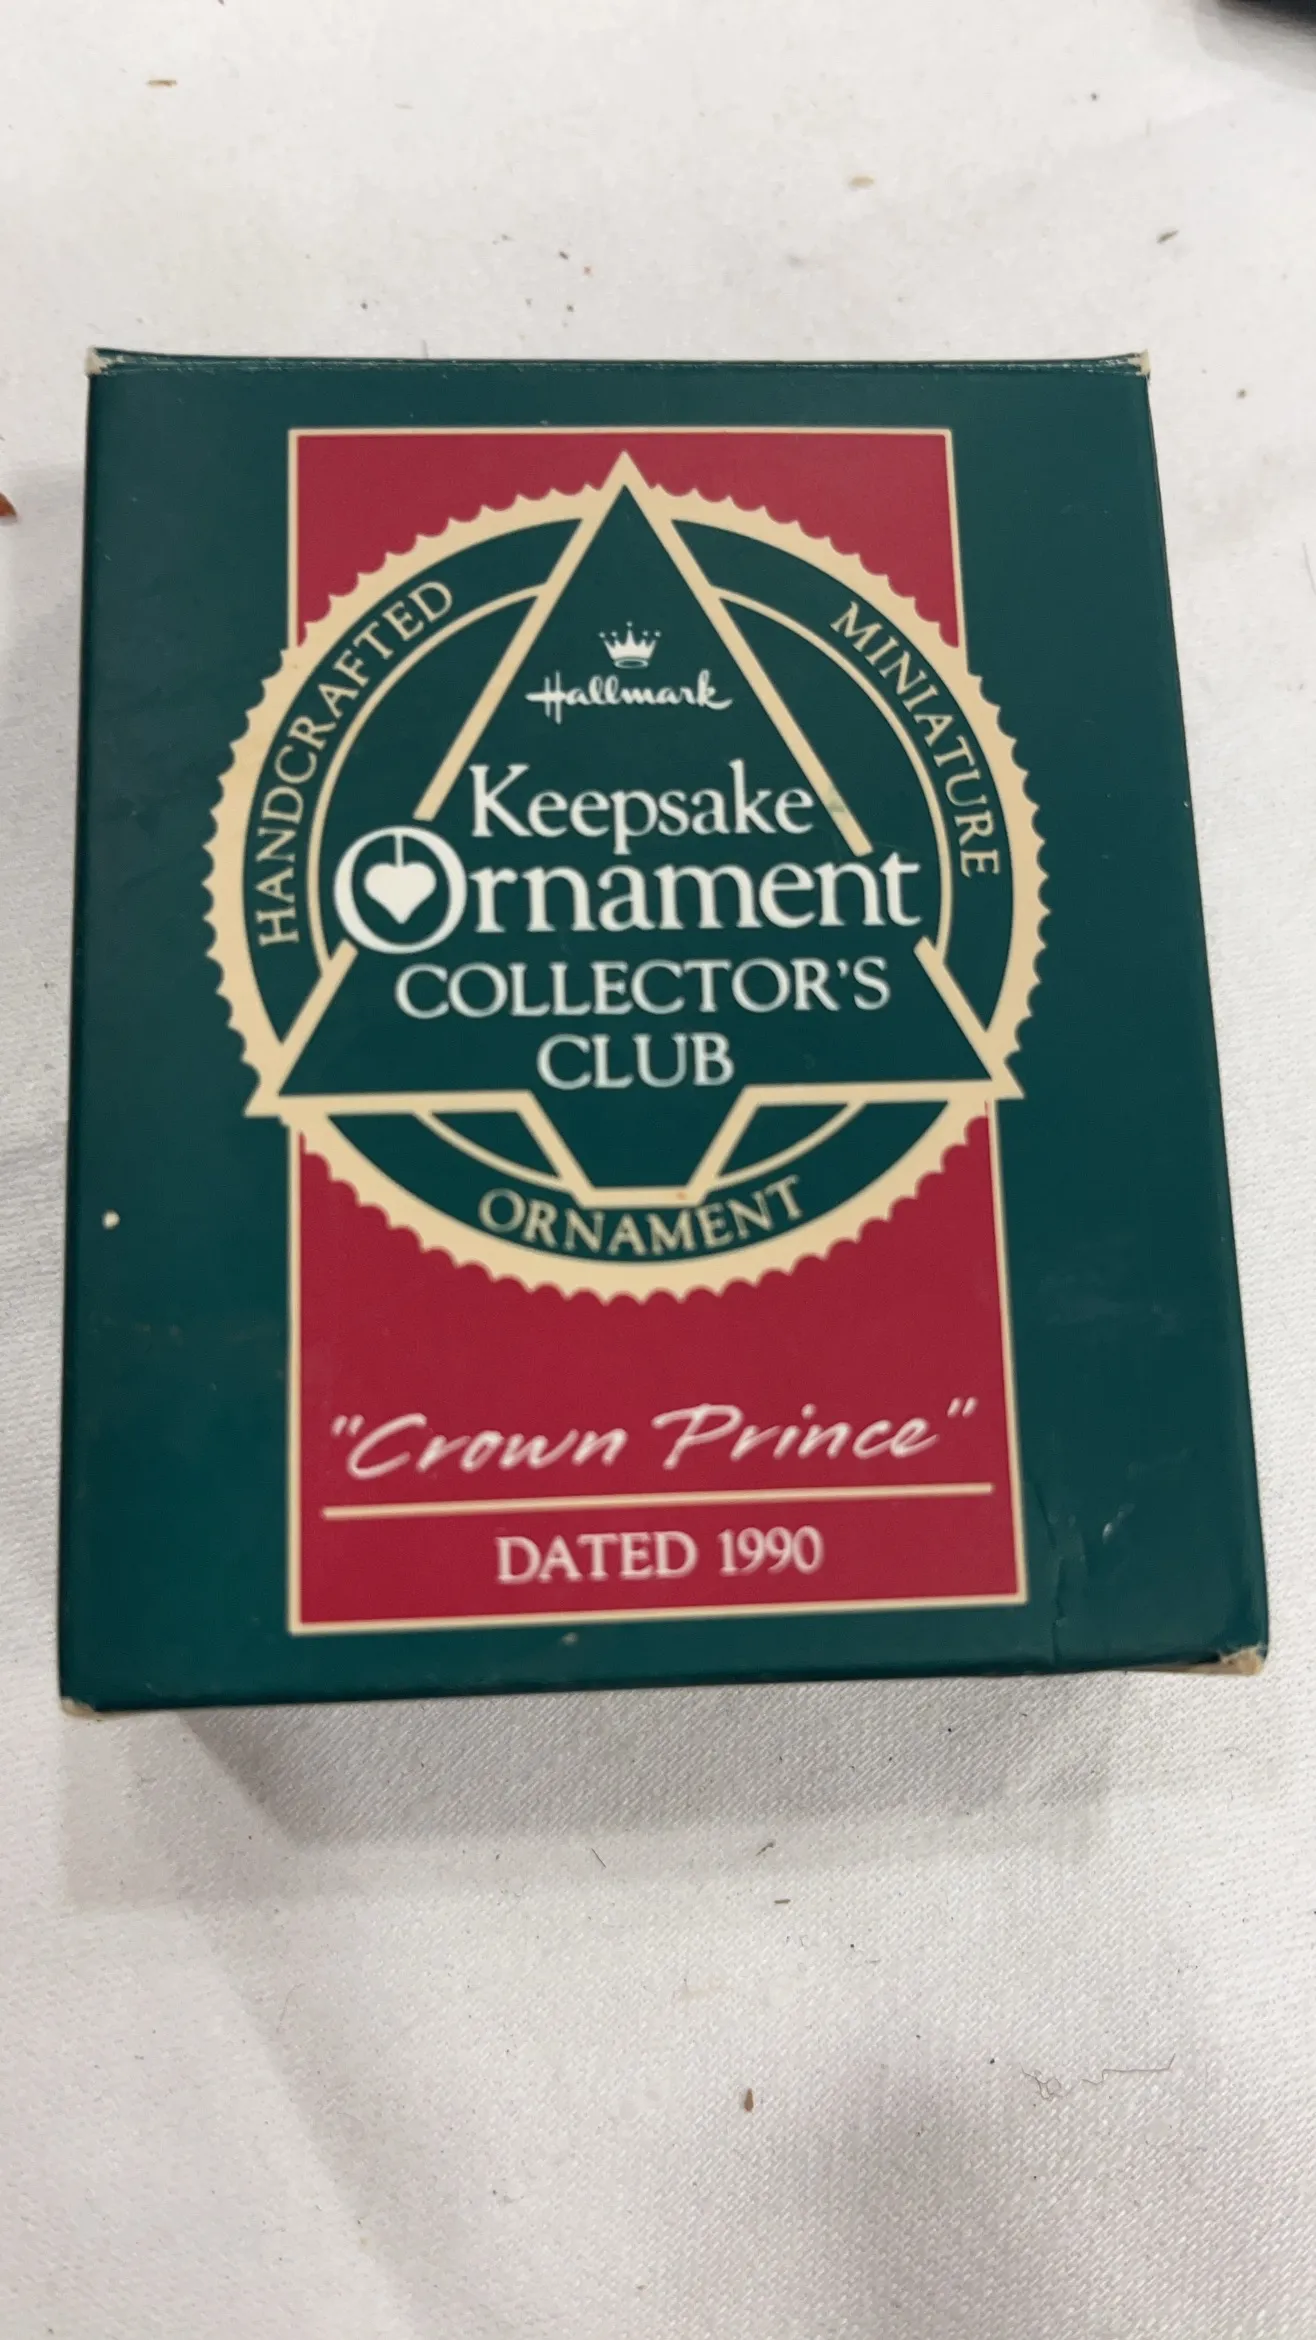 HANDCRAFTED
MINIATURE
Hallmark
Keepsake
Ornament
COLLECTOR'S
CLUB
ORNAMENT
"Crown Prince"
DATED 1990